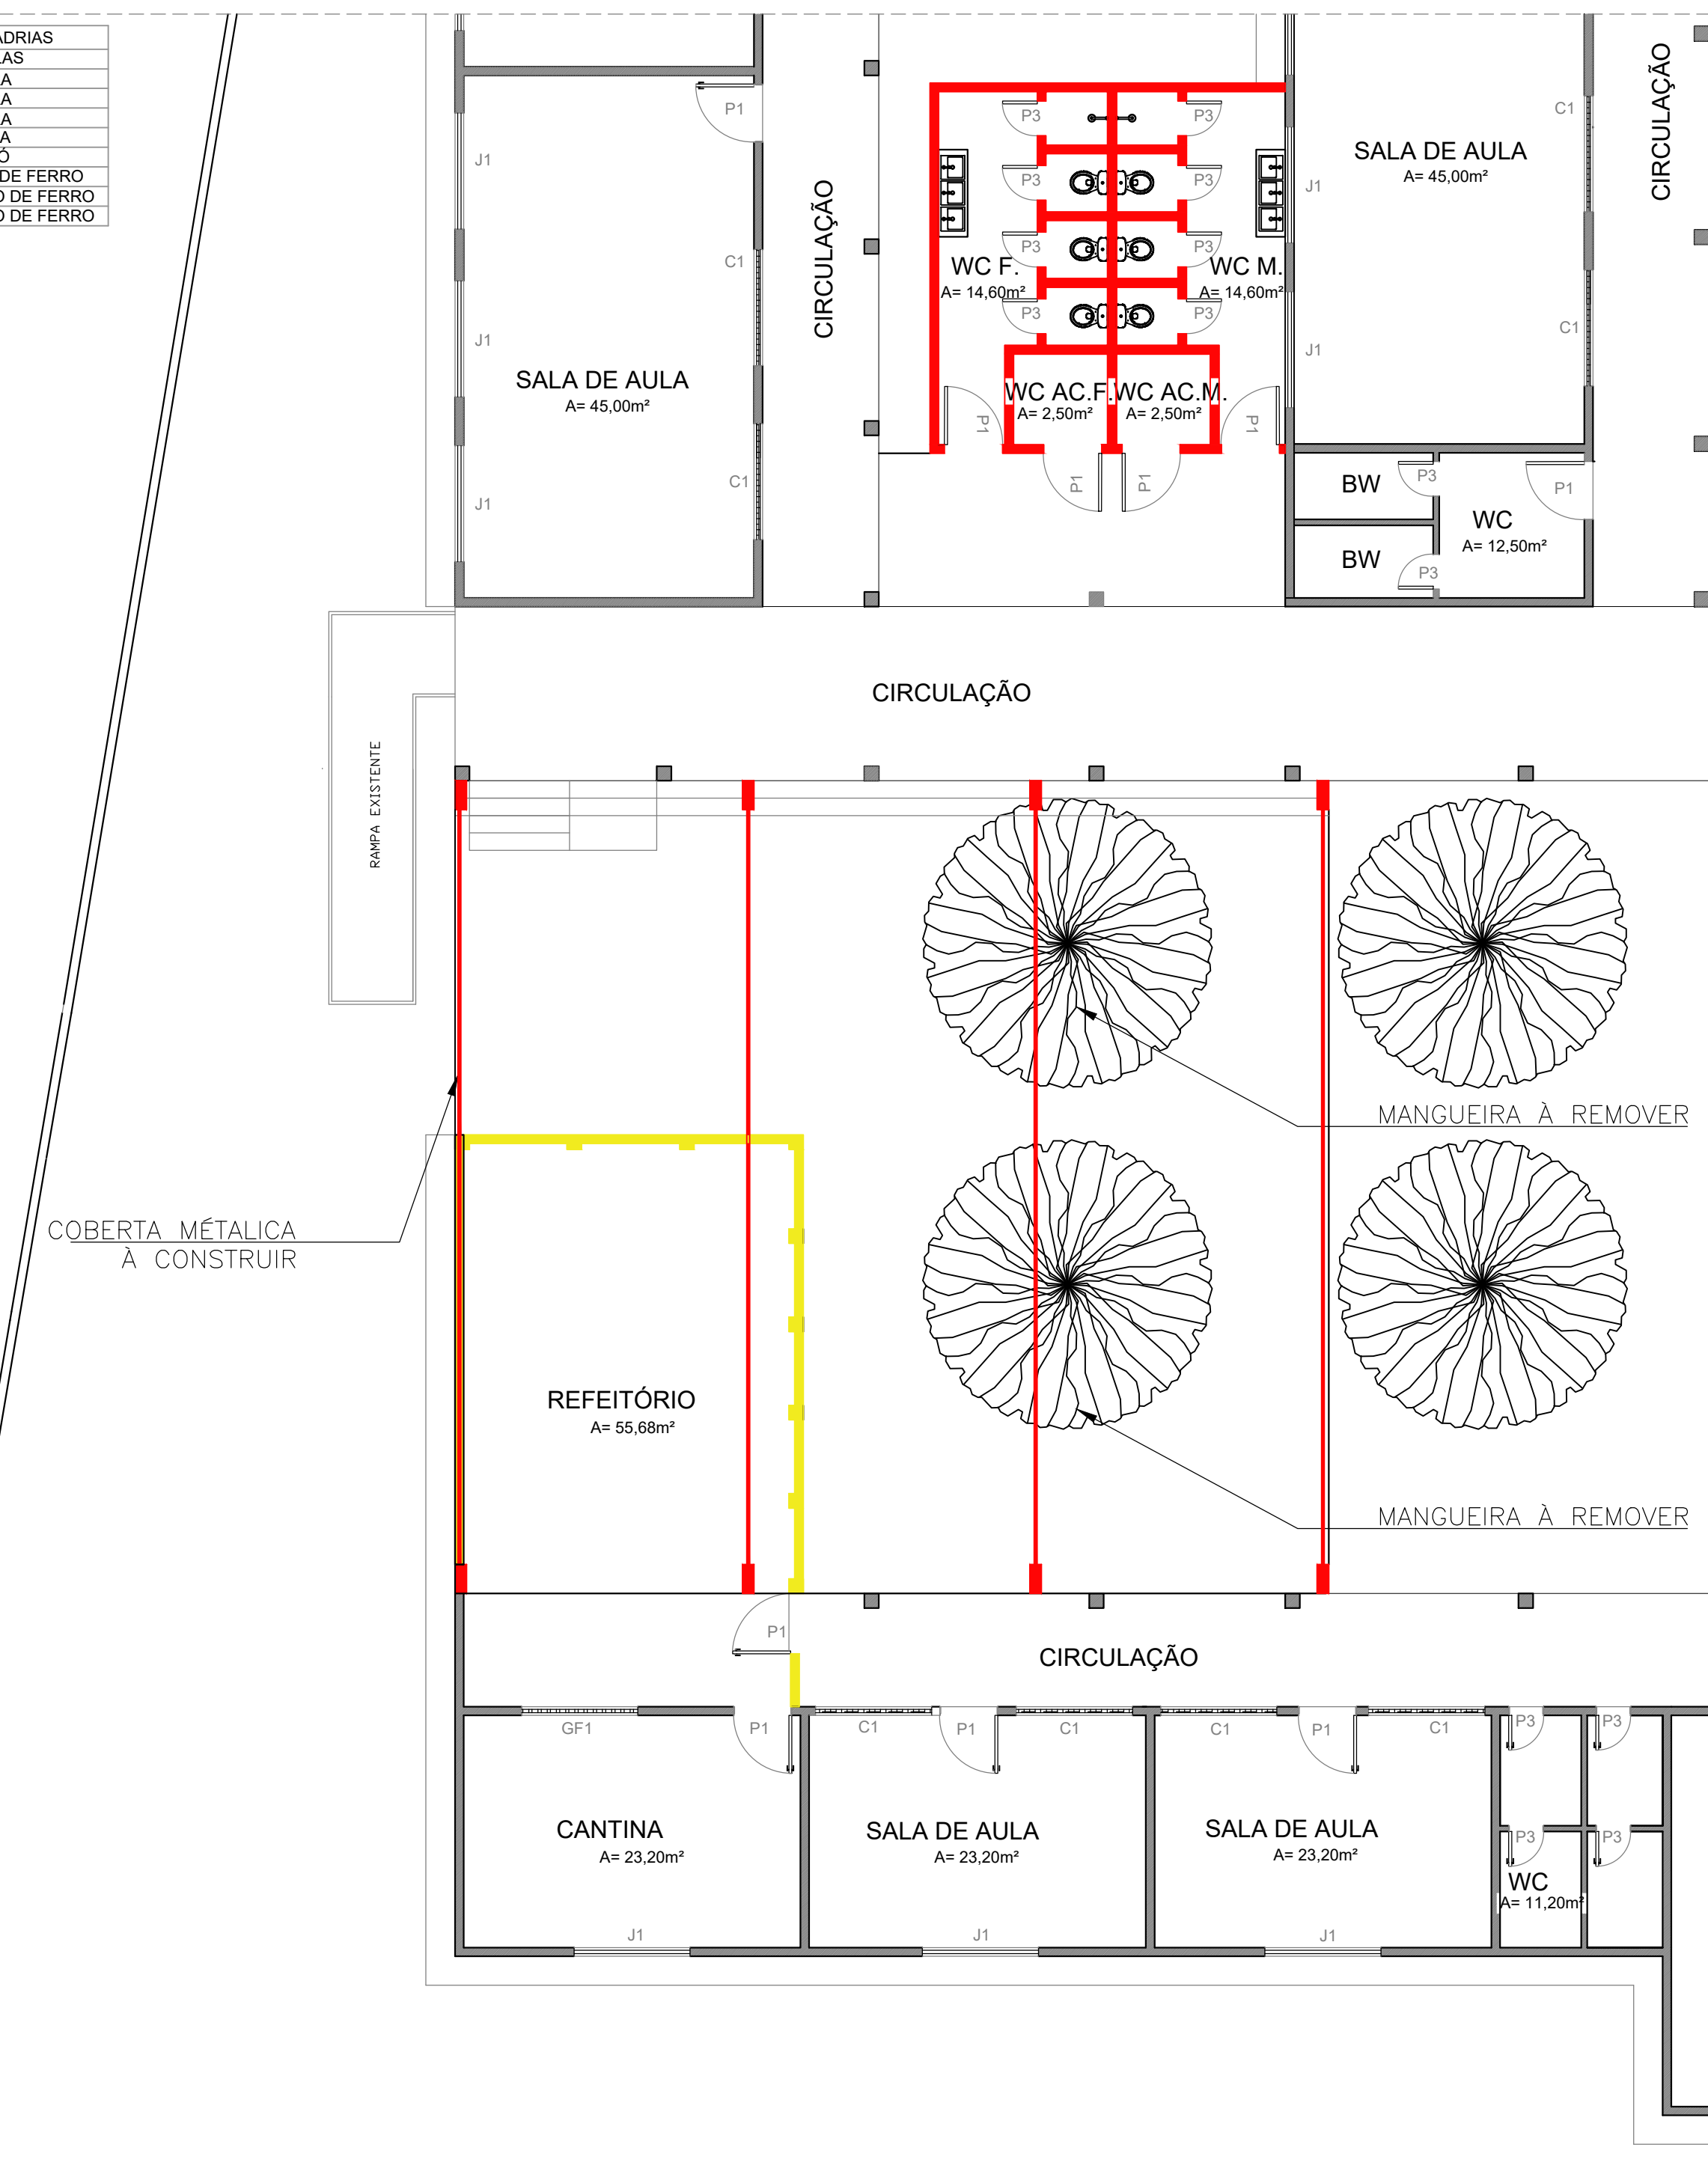 ADRIAS
LAS
A
A
A
A
Ó
DE FERRO
O DE FERRO
O DE FERRO
P1
J1
C1
J1
SALA DE AULA
A= 45,00m²
C1
J1
CIRCULAÇÃO
P3
P3
P3
P3
P3
P3
P3
P3
WC F.
A= 14,60m²
WC M.
A= 14,60m²
WC AC.F.
A= 2,50m²
WC AC.M.
A= 2,50m²
P1
P1
P1
P1
J1
J1
SALA DE AULA
A= 45,00m²
C1
C1
CIRCULAÇÃO
BW
P3
P1
WC
A= 12,50m²
BW
P3
CIRCULAÇÃO
RAMPA EXISTENTE
MANGUEIRA À REMOVER
COBERTA MÉTALICA
À CONSTRUIR
REFEITÓRIO
A= 55,68m²
MANGUEIRA À REMOVER
P1
CIRCULAÇÃO
GF1
P1
C1
P1
C1
C1
P1
C1
P3
P3
CANTINA
A= 23,20m²
SALA DE AULA
A= 23,20m²
SALA DE AULA
A= 23,20m²
P3
P3
WC
A= 11,20m²
J1
J1
J1